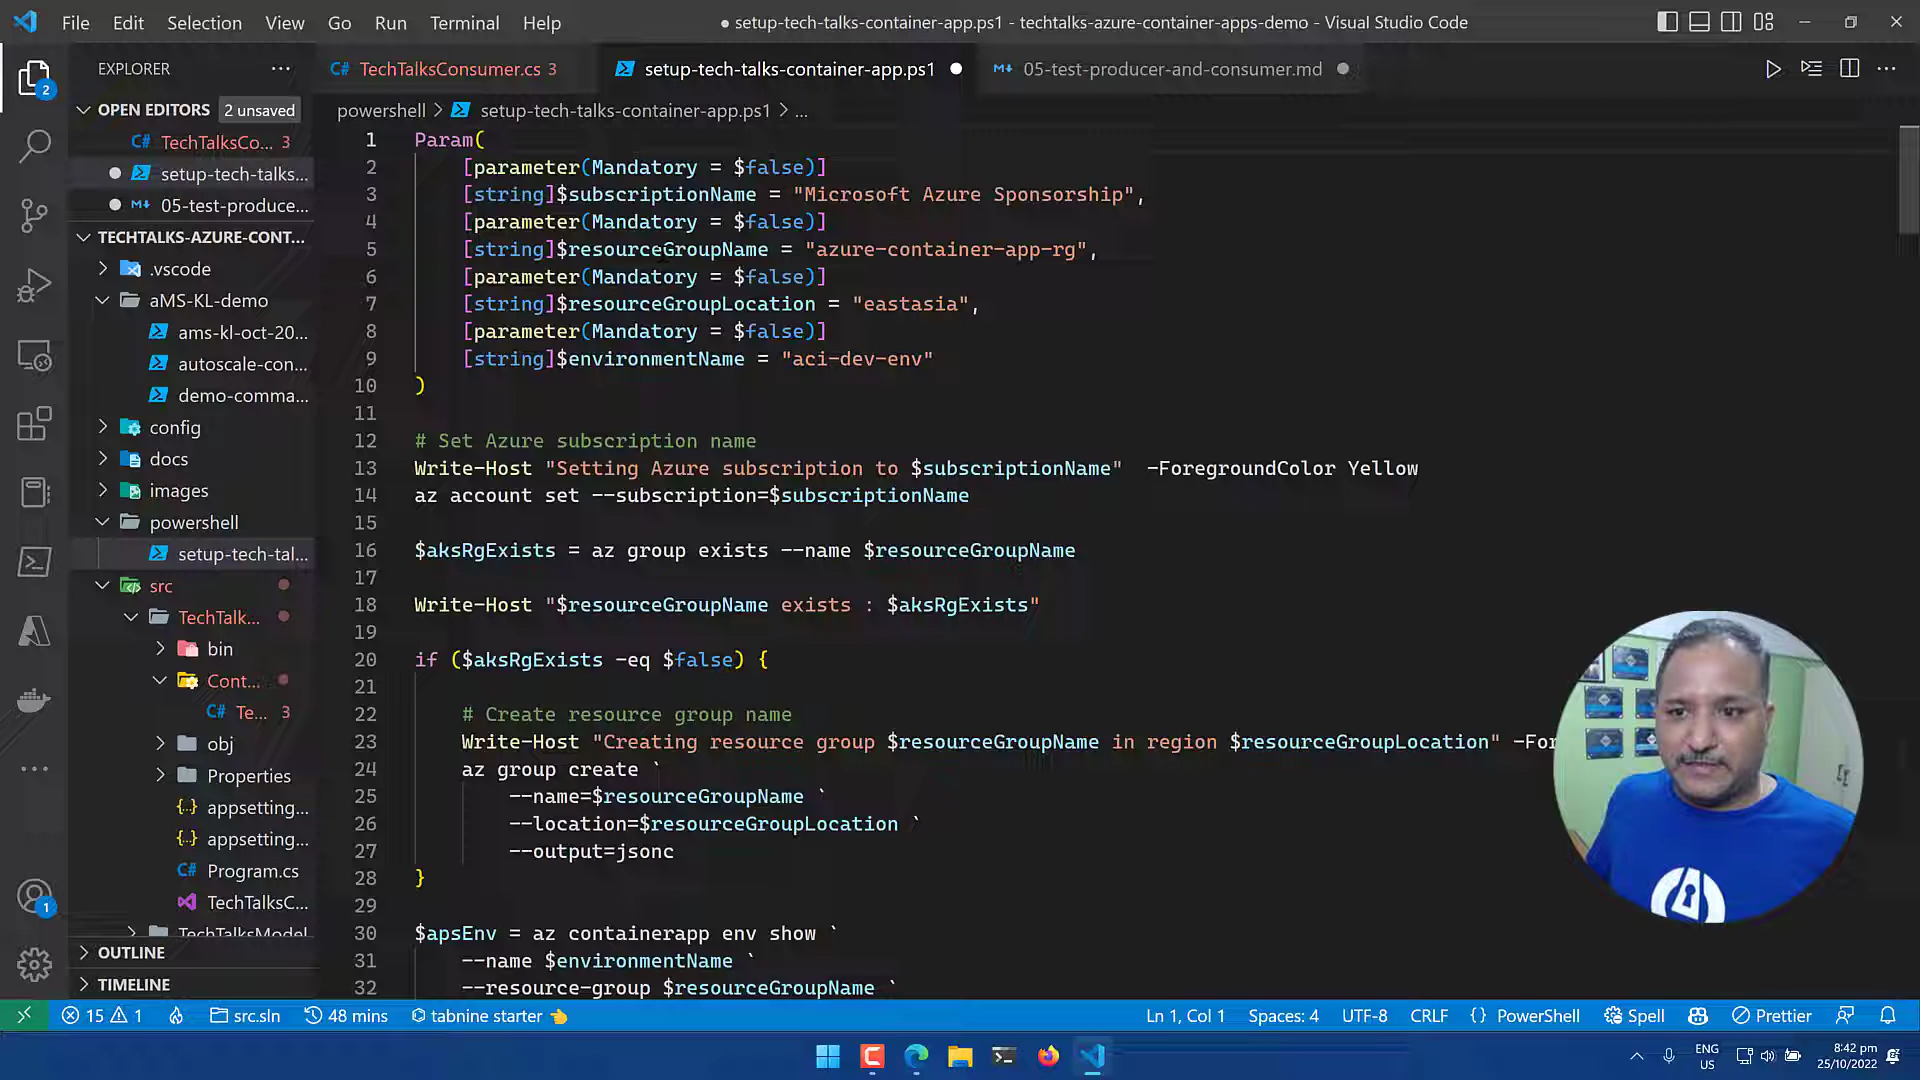 File Edit Selection View Go Run Terminal Help
● setup-tech-talks-container-app.ps1 - techtalks-azure-container-apps-demo - Visual Studio Code
EXPLORER ...
TechTalksConsumer.cs 3
setup-tech-talks-container-app.ps1
05-test-producer-and-consumer.md
2
OPEN EDITORS 2 unsaved
TechTalksCo... 3
setup-tech-talks...
05-test-produce...
TECHTALKS-AZURE-CONT...
.vscode
aMS-KL-demo
ams-kl-oct-20...
autoscale-con...
demo-comma...
config
docs
images
powershell
setup-tech-tal...
src
TechTalk...
bin
Cont...
C# Te... 3
obj
Properties
appsetting...
appsetting...
C# Program.cs
TechTalksC...
TechTalksModel
OUTLINE
TIMELINE
1
powershell > setup-tech-talks-container-app.ps1 > ...
1 Param(
2 [parameter(Mandatory = $false)]
3 [string]$subscriptionName = "Microsoft Azure Sponsorship",
4 [parameter(Mandatory = $false)]
5 [string]$resourceGroupName = "azure-container-app-rg",
6 [parameter(Mandatory = $false)]
7 [string]$resourceGroupLocation = "eastasia",
8 [parameter(Mandatory = $false)]
9 [string]$environmentName = "aci-dev-env"
10 )
11
12 # Set Azure subscription name
13 Write-Host "Setting Azure subscription to $subscriptionName" -ForegroundColor Yellow
14 az account set --subscription=$subscriptionName
15
16 $aksRgExists = az group exists --name $resourceGroupName
17
18 Write-Host "$resourceGroupName exists : $aksRgExists"
19
20 if ($aksRgExists -eq $false) {
21
22 # Create resource group name
23 Write-Host "Creating resource group $resourceGroupName in region $resourceGroupLocation" -For
24 az group create `
25 --name=$resourceGroupName `
26 --location=$resourceGroupLocation `
27 --output=jsonc
28 }
29
30 $apsEnv = az containerapp env show `
31 --name $environmentName `
32 --resource-group $resourceGroupName `
15 1 src.sln 48 mins tabnine starter Ln 1, Col 1 Spaces: 4 UTF-8 CRLF {} PowerShell Spell Prettier
ENG
US
8:42 pm
25/10/2022